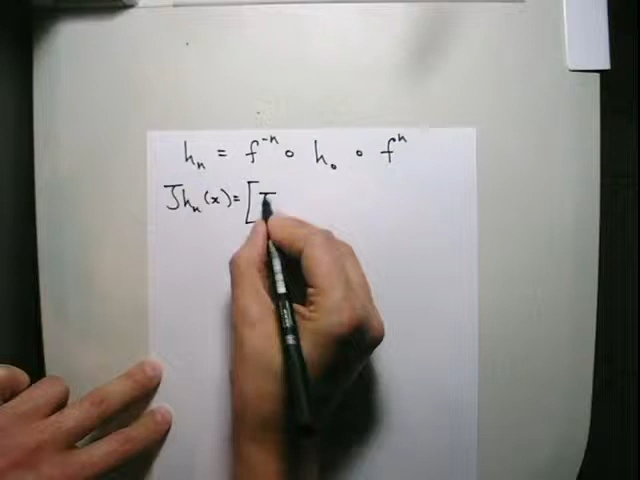 hₙ = f⁻ⁿ ∘ h₀ ∘ fⁿ
Jhₙ(x) = [